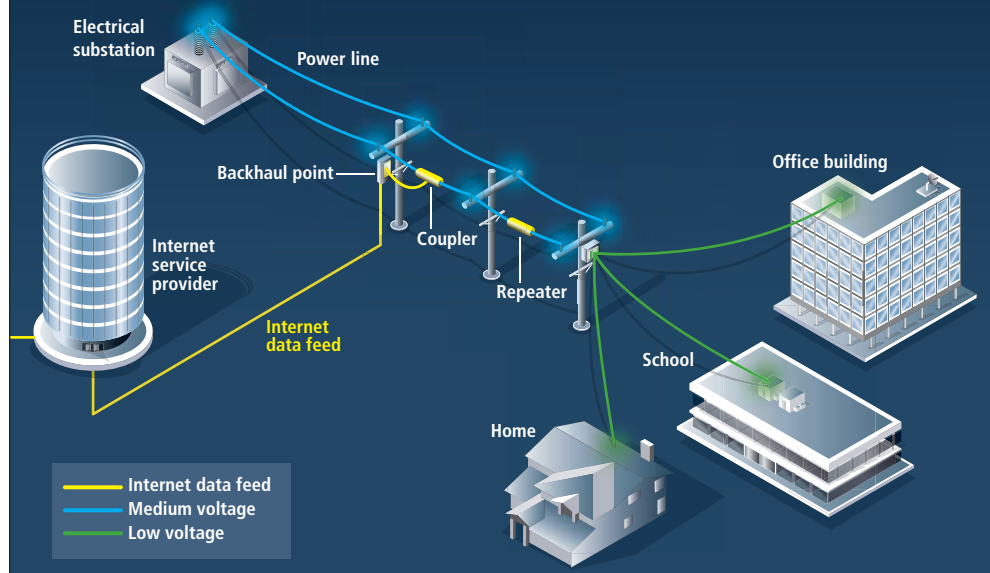 Electrical
substation
Power line
Backhaul point
Office building
Coupler
Internet
service
provider
Repeater
Internet
data feed
School
Home
Internet data feed
Medium voltage
Low voltage